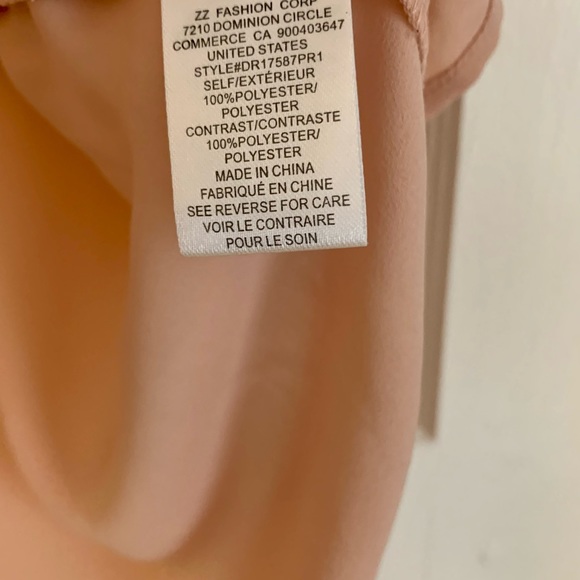 ZZ FASHION CORP
7210 DOMINION CIRCLE
COMMERCE CA 900403647
UNITED STATES
STYLE#DR17587PR1
SELF/EXTÉRIEUR
100%POLYESTER/
POLYESTER
CONTRAST/CONTRASTE
100%POLYESTER/
POLYESTER
MADE IN CHINA
FABRIQUÉ EN CHINE
SEE REVERSE FOR CARE
VOIR LE CONTRAIRE
POUR LE SOIN